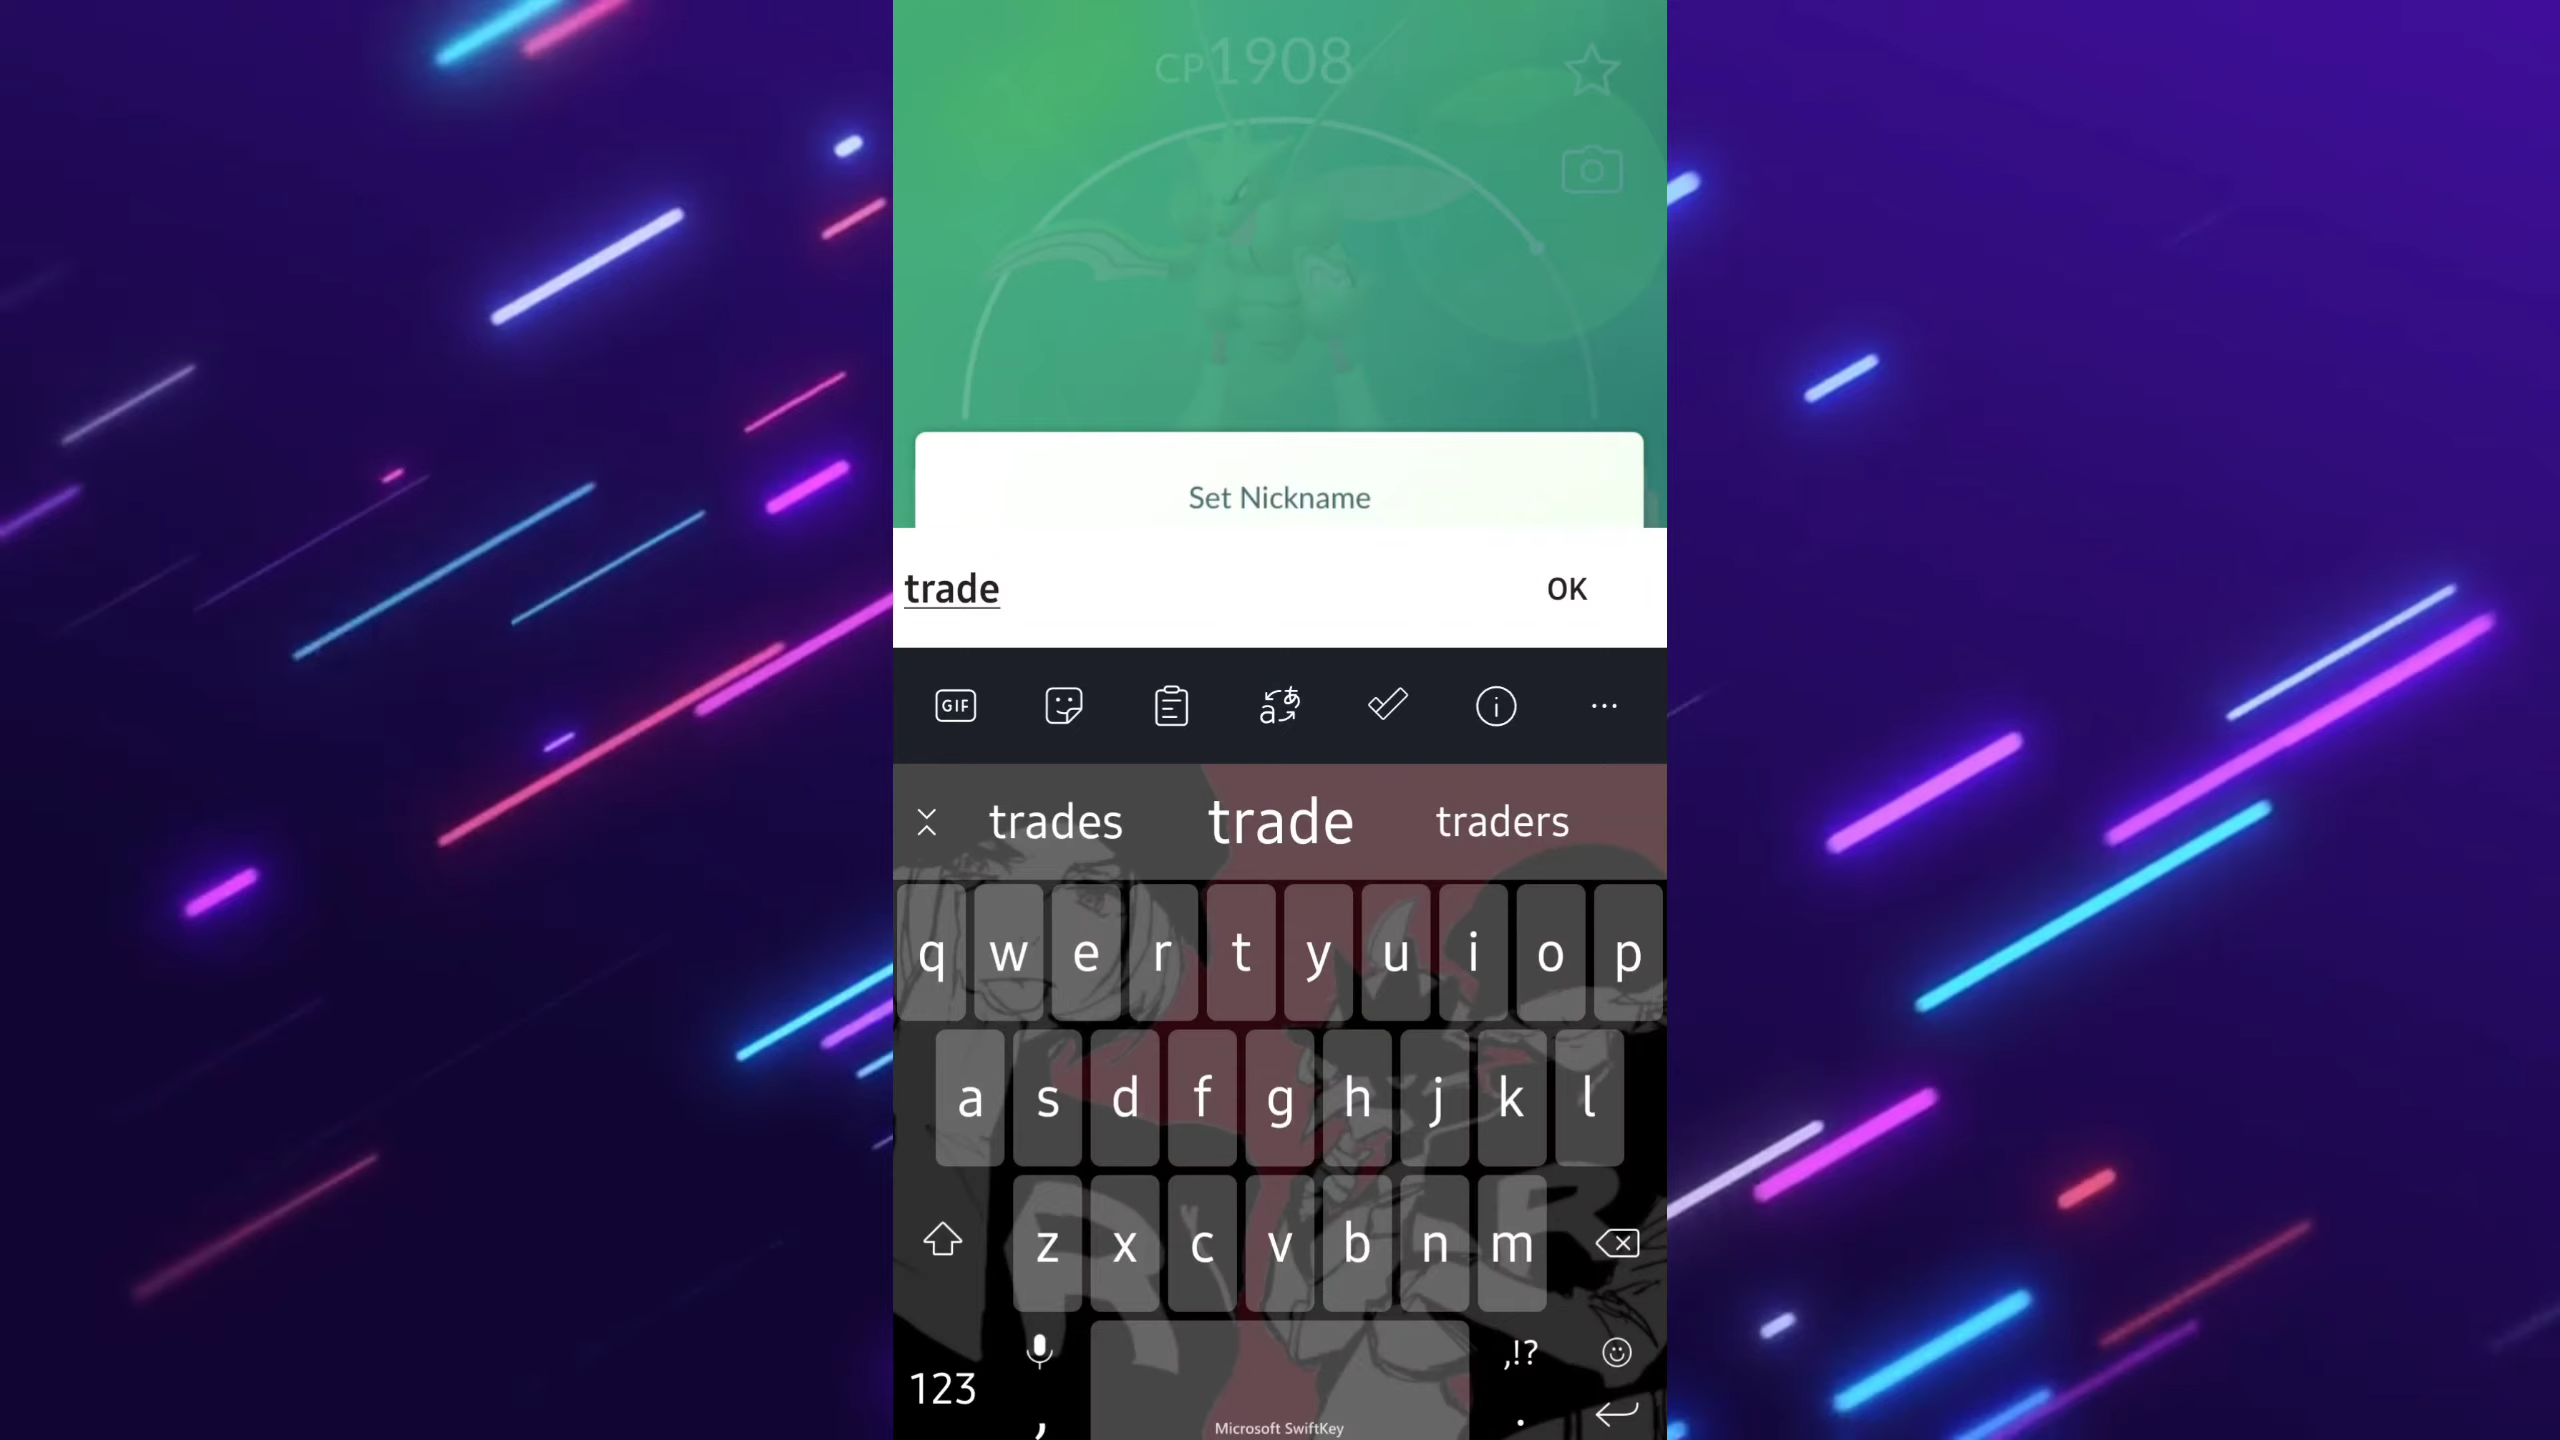 CP1908
Set Nickname
trade OK
GIF
trades trade traders
q w e r t y u i o p
a s d f g h j k l
z x c v b n m
,!?
123 , .
Microsoft SwiftKey